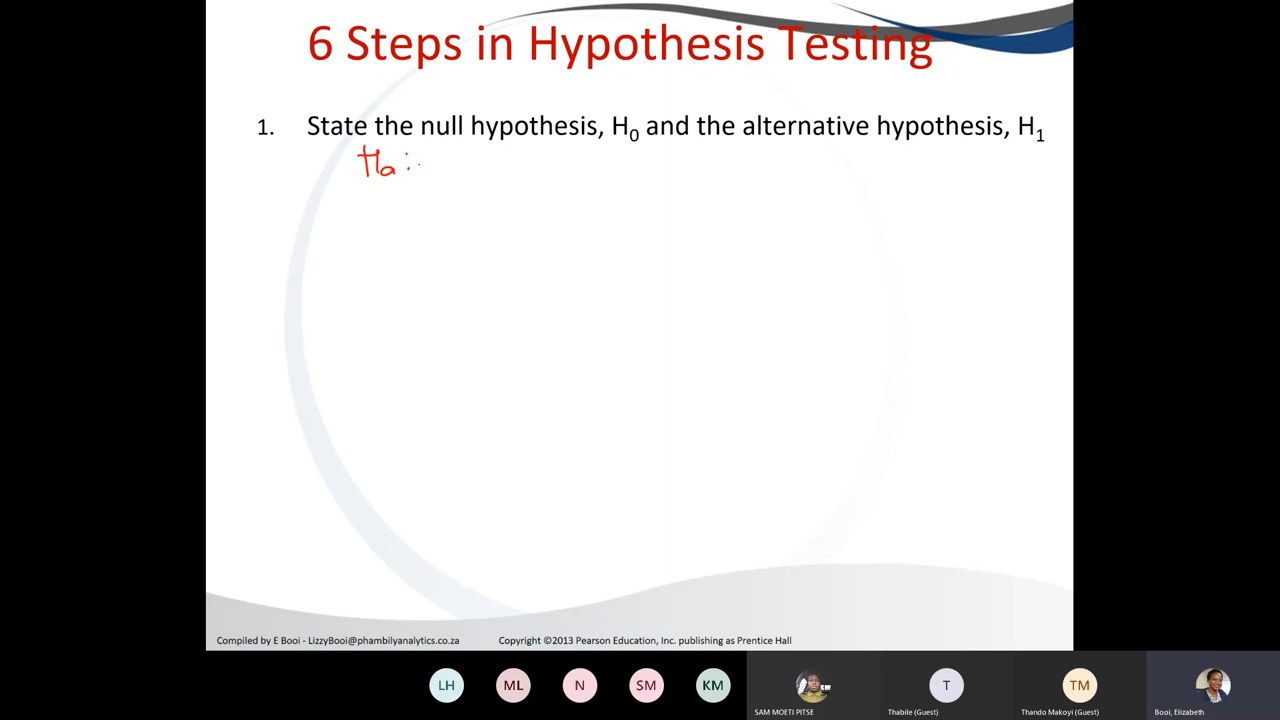 6 Steps in Hypothesis Testing
1. State the null hypothesis, H₀ and the alternative hypothesis, H₁
Ha :
Compiled by E Booi - LizzyBooi@phambilyanalytics.co.za Copyright ©2013 Pearson Education, Inc. publishing as Prentice Hall
LH ML N SM KM T TM
SAM MOETI PITSE Thabile (Guest) Thando Makoyi (Guest) Booi, Elizabeth